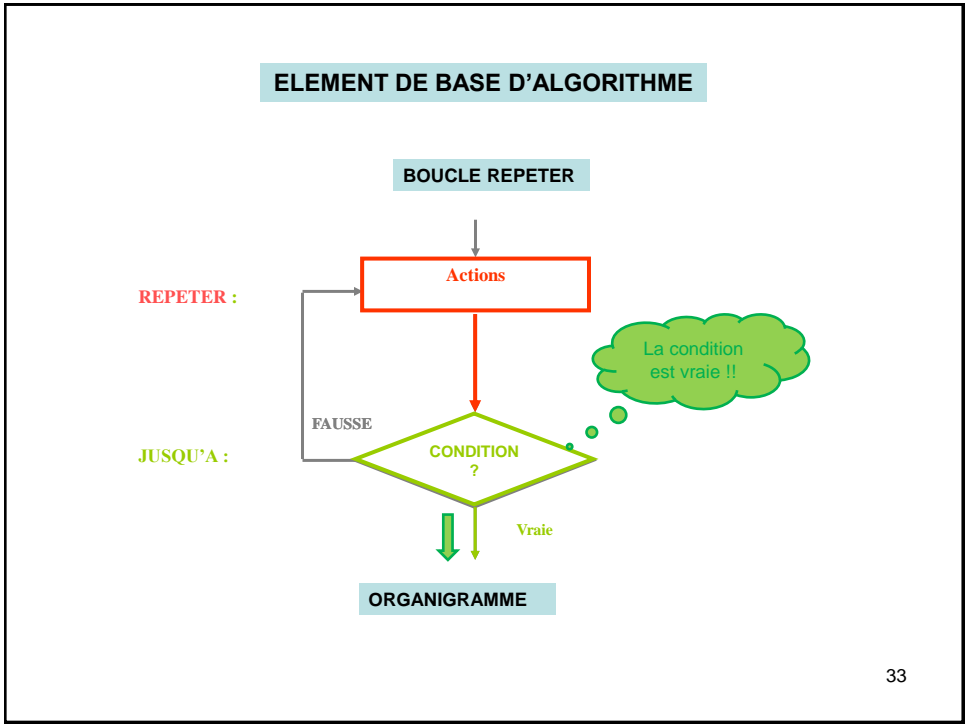 ELEMENT DE BASE D’ALGORITHME
BOUCLE REPETER
Actions
REPETER :
La condition
est vraie !!
FAUSSE
CONDITION
?
JUSQU’A :
Vraie
ORGANIGRAMME
33